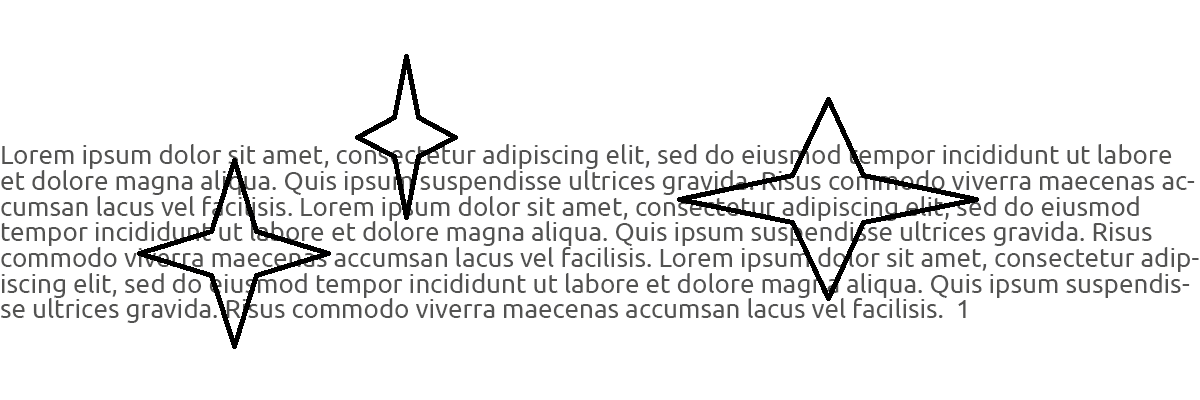 Lorem ipsum dolor sit amet, consectetur adipiscing elit, sed do eiusmod tempor incididunt ut labore
et dolore magna aliqua. Quis ipsum suspendisse ultrices gravida. Risus commodo viverra maecenas ac-
cumsan lacus vel facilisis. Lorem ipsum dolor sit amet, consectetur adipiscing elit, sed do eiusmod
tempor incididunt ut labore et dolore magna aliqua. Quis ipsum suspendisse ultrices gravida. Risus
commodo viverra maecenas accumsan lacus vel facilisis. Lorem ipsum dolor sit amet, consectetur adip-
iscing elit, sed do eiusmod tempor incididunt ut labore et dolore magna aliqua. Quis ipsum suspendis-
se ultrices gravida. Risus commodo viverra maecenas accumsan lacus vel facilisis. 1